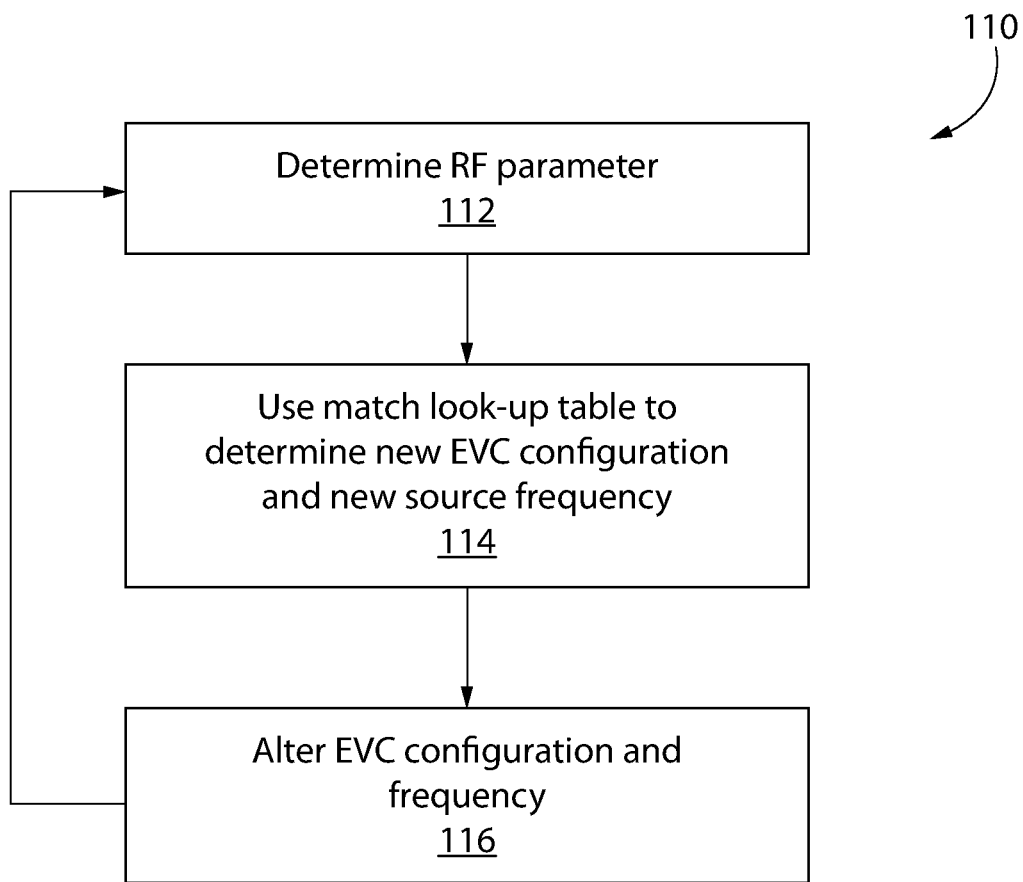 110
Determine RF parameter
112
Use match look-up table to
determine new EVC configuration
and new source frequency
114
Alter EVC configuration and
frequency
116